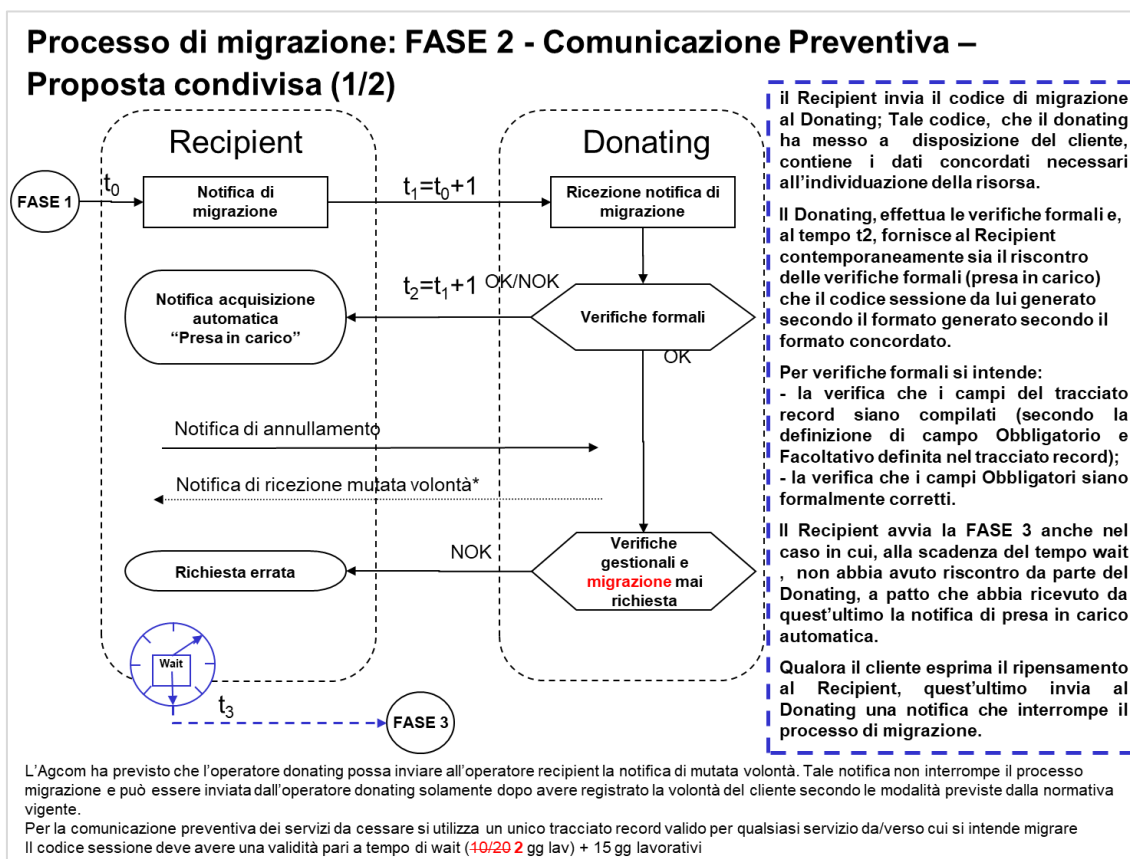 Processo di migrazione: FASE 2 - Comunicazione Preventiva –
Proposta condivisa (1/2)
Recipient
Donating
FASE 1
t0
Notifica di
migrazione
t1=t0+1
Ricezione notifica di
migrazione
Notifica acquisizione
automatica
“Presa in carico”
t2=t1+1
OK/NOK
Verifiche formali
OK
Notifica di annullamento
Notifica di ricezione mutata volontà*
Richiesta errata
NOK
Verifiche
gestionali e
migrazione mai
richiesta
Wait
t3
FASE 3
il Recipient invia il codice di migrazione
al Donating; Tale codice, che il donating
ha messo a disposizione del cliente,
contiene i dati concordati necessari
all’individuazione della risorsa.
Il Donating, effettua le verifiche formali e,
al tempo t2, fornisce al Recipient
contemporaneamente sia il riscontro
delle verifiche formali (presa in carico)
che il codice sessione da lui generato
secondo il formato generato secondo il
formato concordato.
Per verifiche formali si intende:
- la verifica che i campi del tracciato
record siano compilati (secondo la
definizione di campo Obbligatorio e
Facoltativo definita nel tracciato record);
- la verifica che i campi Obbligatori siano
formalmente corretti.
Il Recipient avvia la FASE 3 anche nel
caso in cui, alla scadenza del tempo wait
, non abbia avuto riscontro da parte del
Donating, a patto che abbia ricevuto da
quest’ultimo la notifica di presa in carico
automatica.
Qualora il cliente esprima il ripensamento
al Recipient, quest’ultimo invia al
Donating una notifica che interrompe il
processo di migrazione.
L’Agcom ha previsto che l’operatore donating possa inviare all’operatore recipient la notifica di mutata volontà. Tale notifica non interrompe il processo
migrazione e può essere inviata dall’operatore donating solamente dopo avere registrato la volontà del cliente secondo le modalità previste dalla normativa
vigente.
Per la comunicazione preventiva dei servizi da cessare si utilizza un unico tracciato record valido per qualsiasi servizio da/verso cui si intende migrare
Il codice sessione deve avere una validità pari a tempo di wait (10/20 2 gg lav) + 15 gg lavorativi